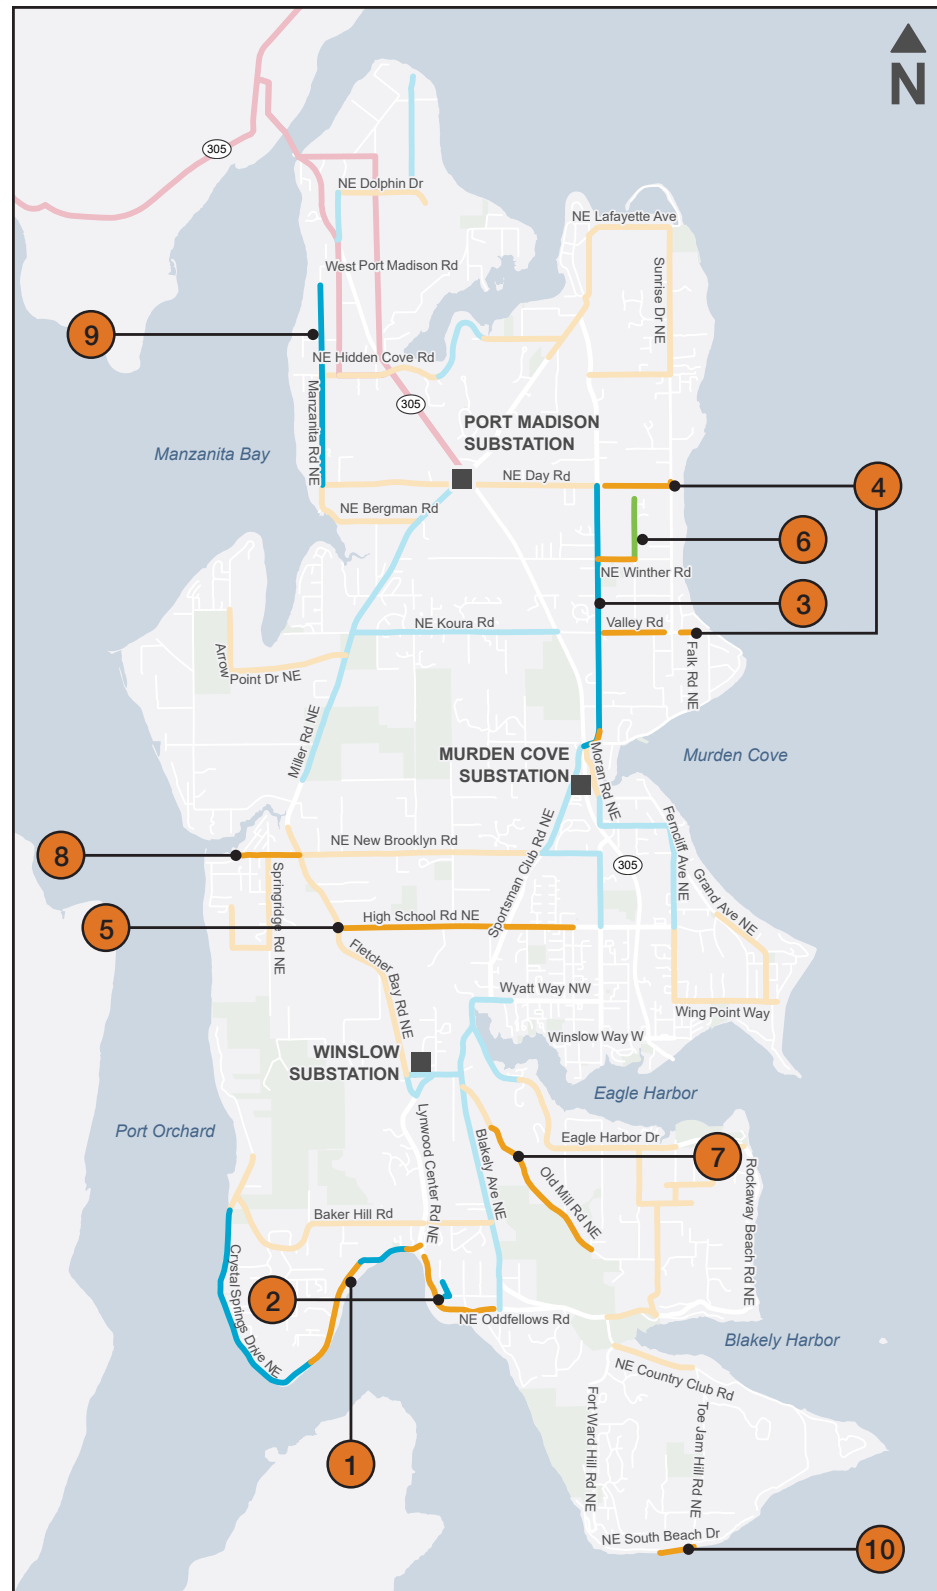 N
305
NE Dolphin Dr
NE Lafayette Ave
West Port Madison Rd
Sunrise Dr NE
9
NE Hidden Cove Rd
Manzanita Rd NE
305
PORT MADISON
SUBSTATION
Manzanita Bay
NE Day Rd
4
NE Bergman Rd
6
NE Winther Rd
3
NE Koura Rd
Valley Rd
Arrow
Point Dr NE
Falk Rd NE
Miller Rd NE
MURDEN COVE
SUBSTATION
Moran Rd NE
Murden Cove
NE New Brooklyn Rd
8
Springridge Rd NE
Sportsman Club Rd NE
305
Ferncliff Ave NE
Grand Ave NE
High School Rd NE
5
Fletcher Bay Rd NE
Wyatt Way NW
Wing Point Way
Winslow Way W
WINSLOW
SUBSTATION
Eagle Harbor
Port Orchard
Lynwood Center Rd NE
Blakely Ave NE
Eagle Harbor Dr
7
Old Mill Rd NE
Rockaway Beach Rd NE
Baker Hill Rd
Crystal Springs Drive NE
2
NE Oddfellows Rd
Blakely Harbor
NE Country Club Rd
Fort Ward Hill Rd NE
Toe Jam Hill Rd NE
1
NE South Beach Dr
10